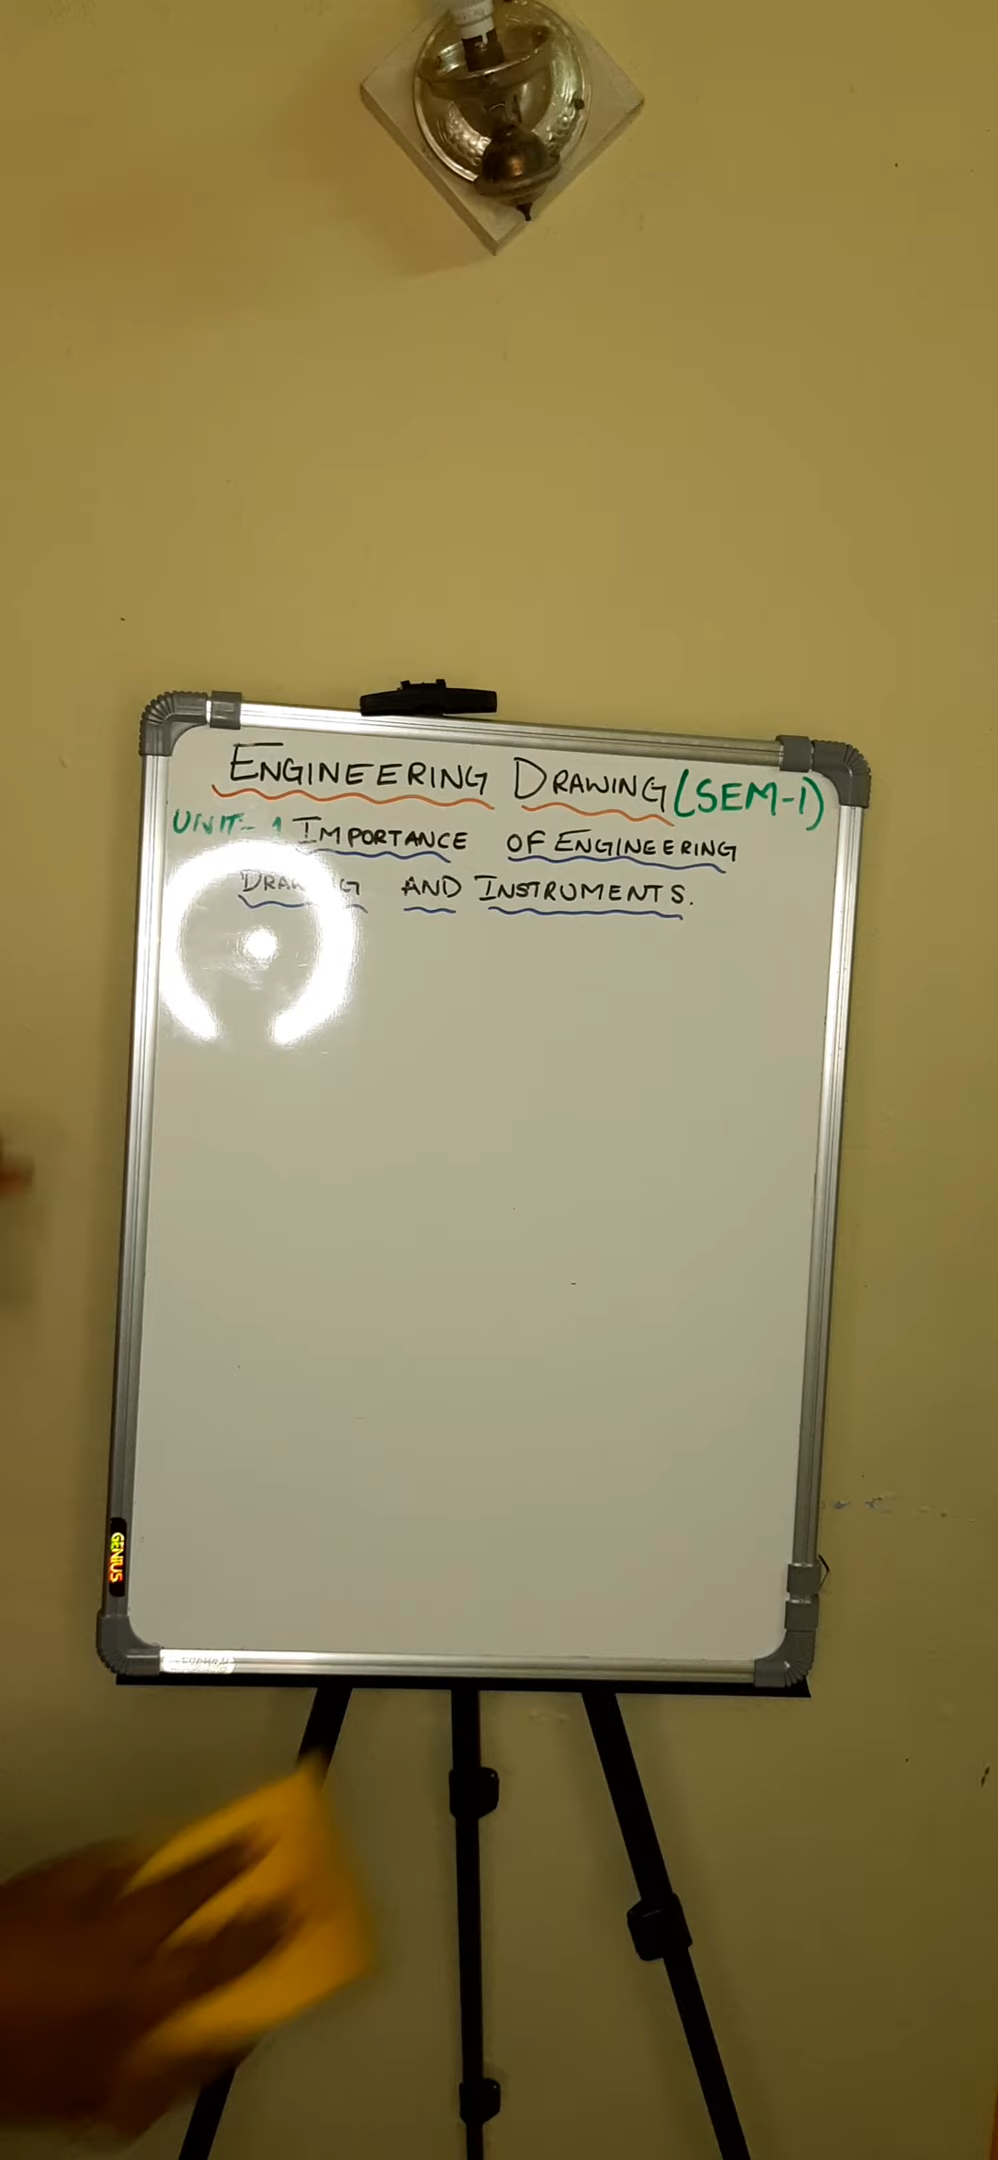 ENGINEERING DRAWING (SEM-1)
UNIT:- 1 IMPORTANCE OF ENGINEERING
DRAWING AND INSTRUMENTS.
GENIUS